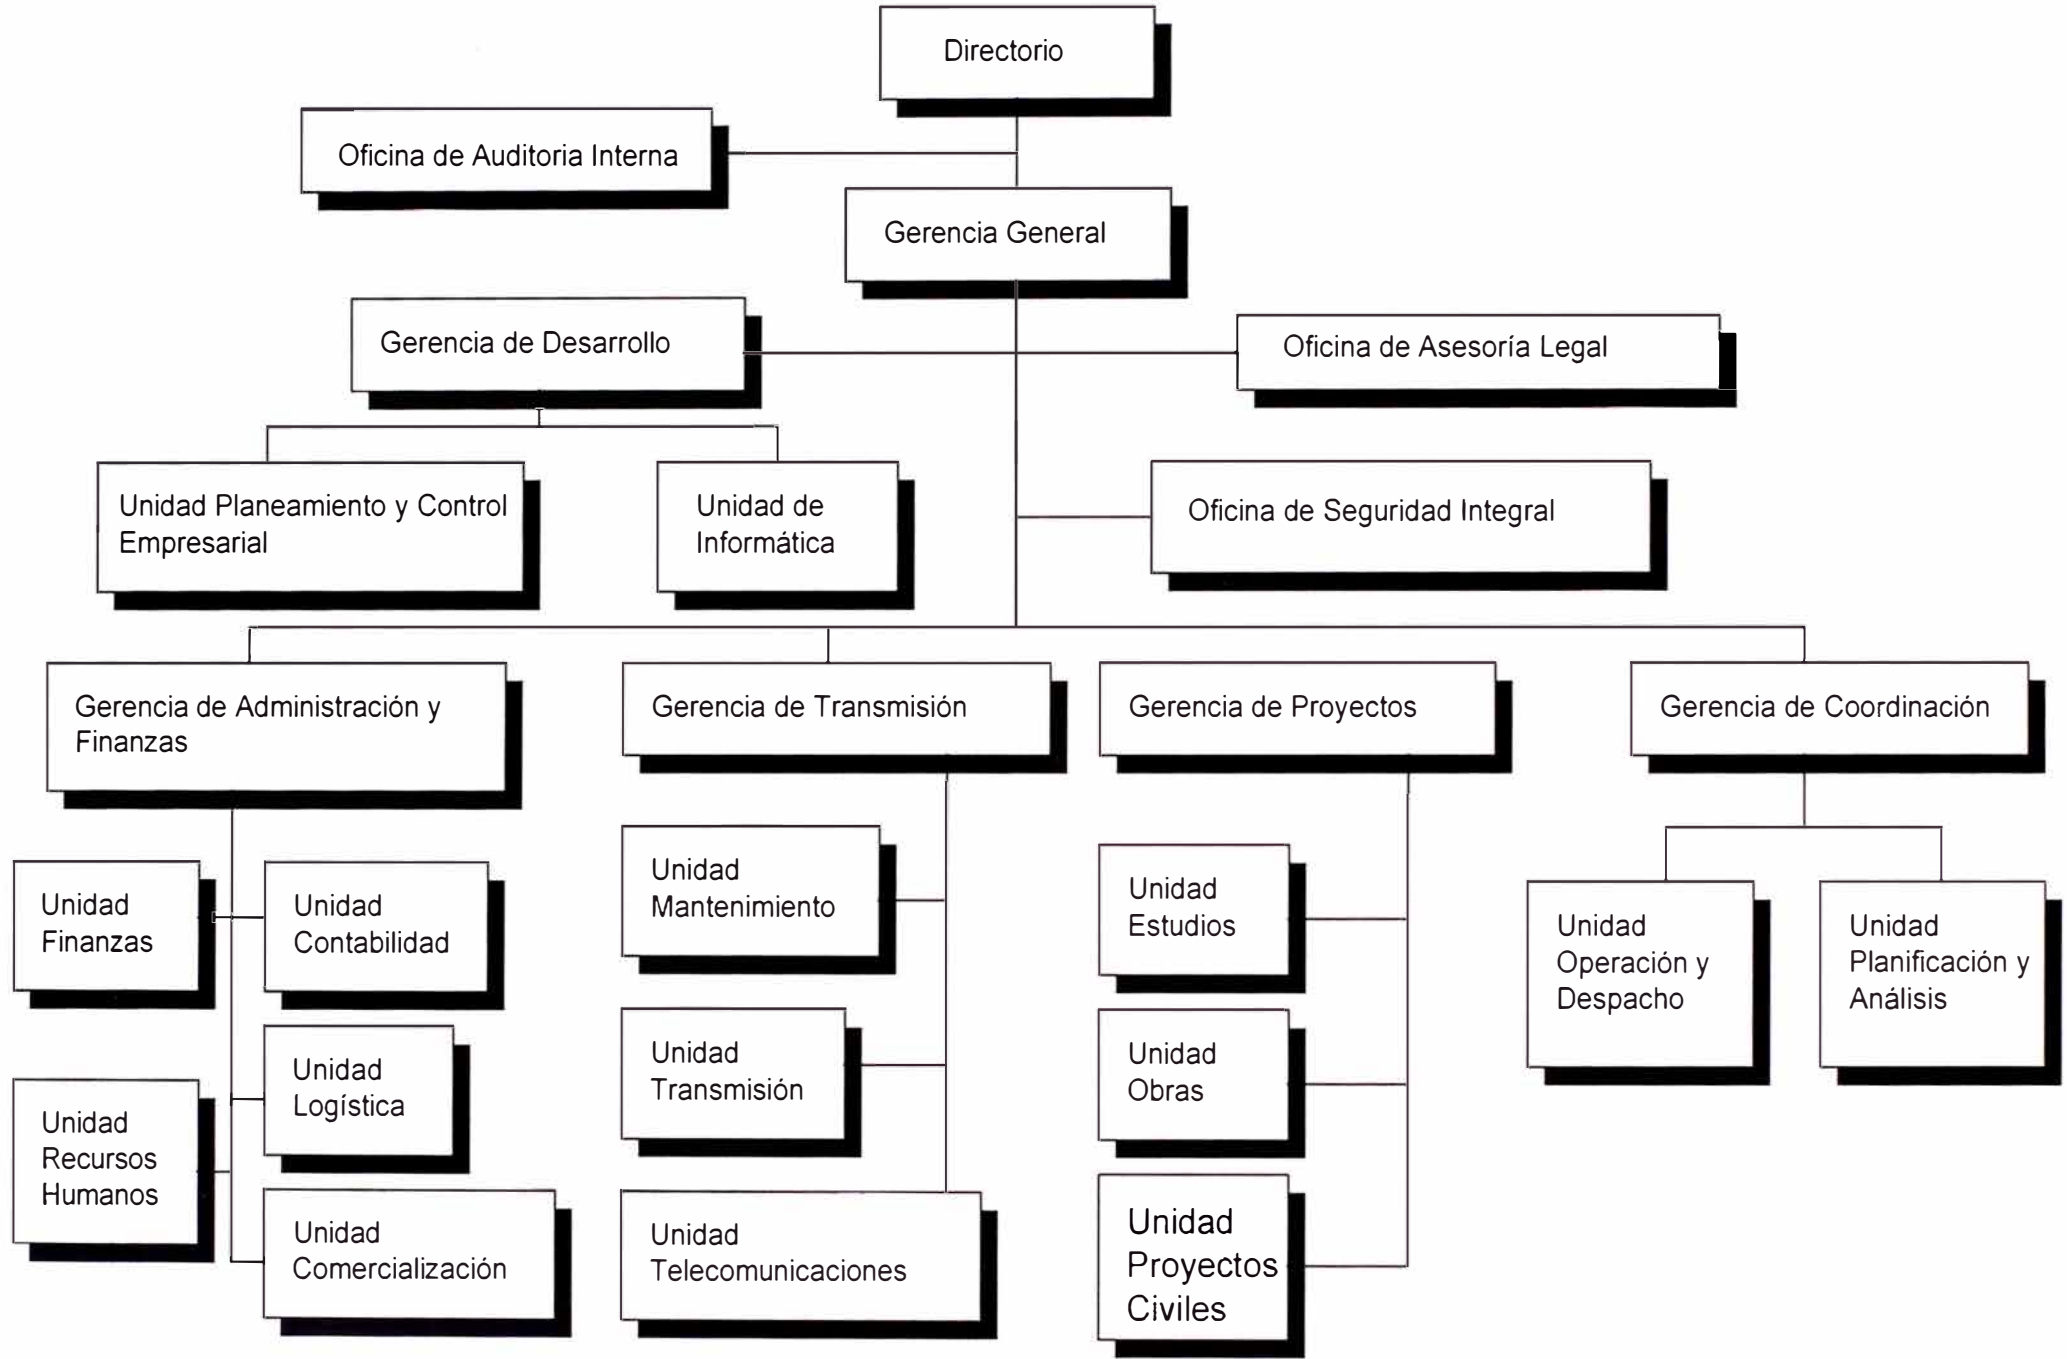 Directorio
Oficina de Auditoria Interna
Gerencia General
Gerencia de Desarrollo
Oficina de Asesoría Legal
Unidad Planeamiento y Control
Empresarial
Unidad de
Informática
Oficina de Seguridad Integral
Gerencia de Administración y
Finanzas
Gerencia de Transmisión
Gerencia de Proyectos
Gerencia de Coordinación
Unidad
Finanzas
Unidad
Contabilidad
Unidad
Logística
Unidad
Recursos
Humanos
Unidad
Comercialización
Unidad
Mantenimiento
Unidad
Transmisión
Unidad
Telecomunicaciones
Unidad
Estudios
Unidad
Obras
Unidad
Proyectos
Civiles
Unidad
Operación y
Despacho
Unidad
Planificación y
Análisis